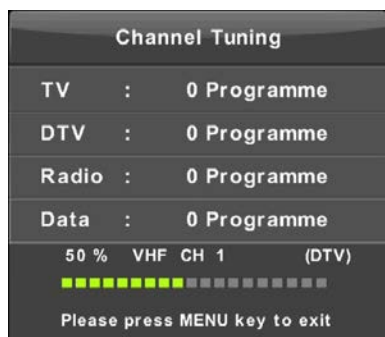 Channel Tuning
TV : 0 Programme
DTV : 0 Programme
Radio : 0 Programme
Data : 0 Programme
50 % VHF CH 1 (DTV)
Please press MENU key to exit